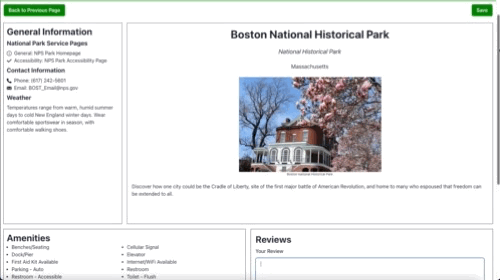 Back to Previous Page
Save
General Information
National Park Service Pages
General: NPS Park Homepage
Accessibility: NPS Park Accessibility Page
Contact Information
Phone: (617) 242-5601
Email: BOST_Email@nps.gov
Weather
Temperatures range from warm, humid summer
days to cold New England winter days. Wear
comfortable sportswear in season, with
comfortable walking shoes.
Boston National Historical Park
National Historical Park
Massachusetts
Boston National Historical Park
Discover how one city could be the Cradle of Liberty, site of the first major battle of American Revolution, and home to many who espoused that freedom can
be extended to all.
Amenities
Benches/Seating
Dock/Pier
First Aid Kit Available
Parking - Auto
Restroom - Accessible
Cellular Signal
Elevator
Internet/WiFi Available
Restroom
Toilet - Flush
Reviews
Your Review